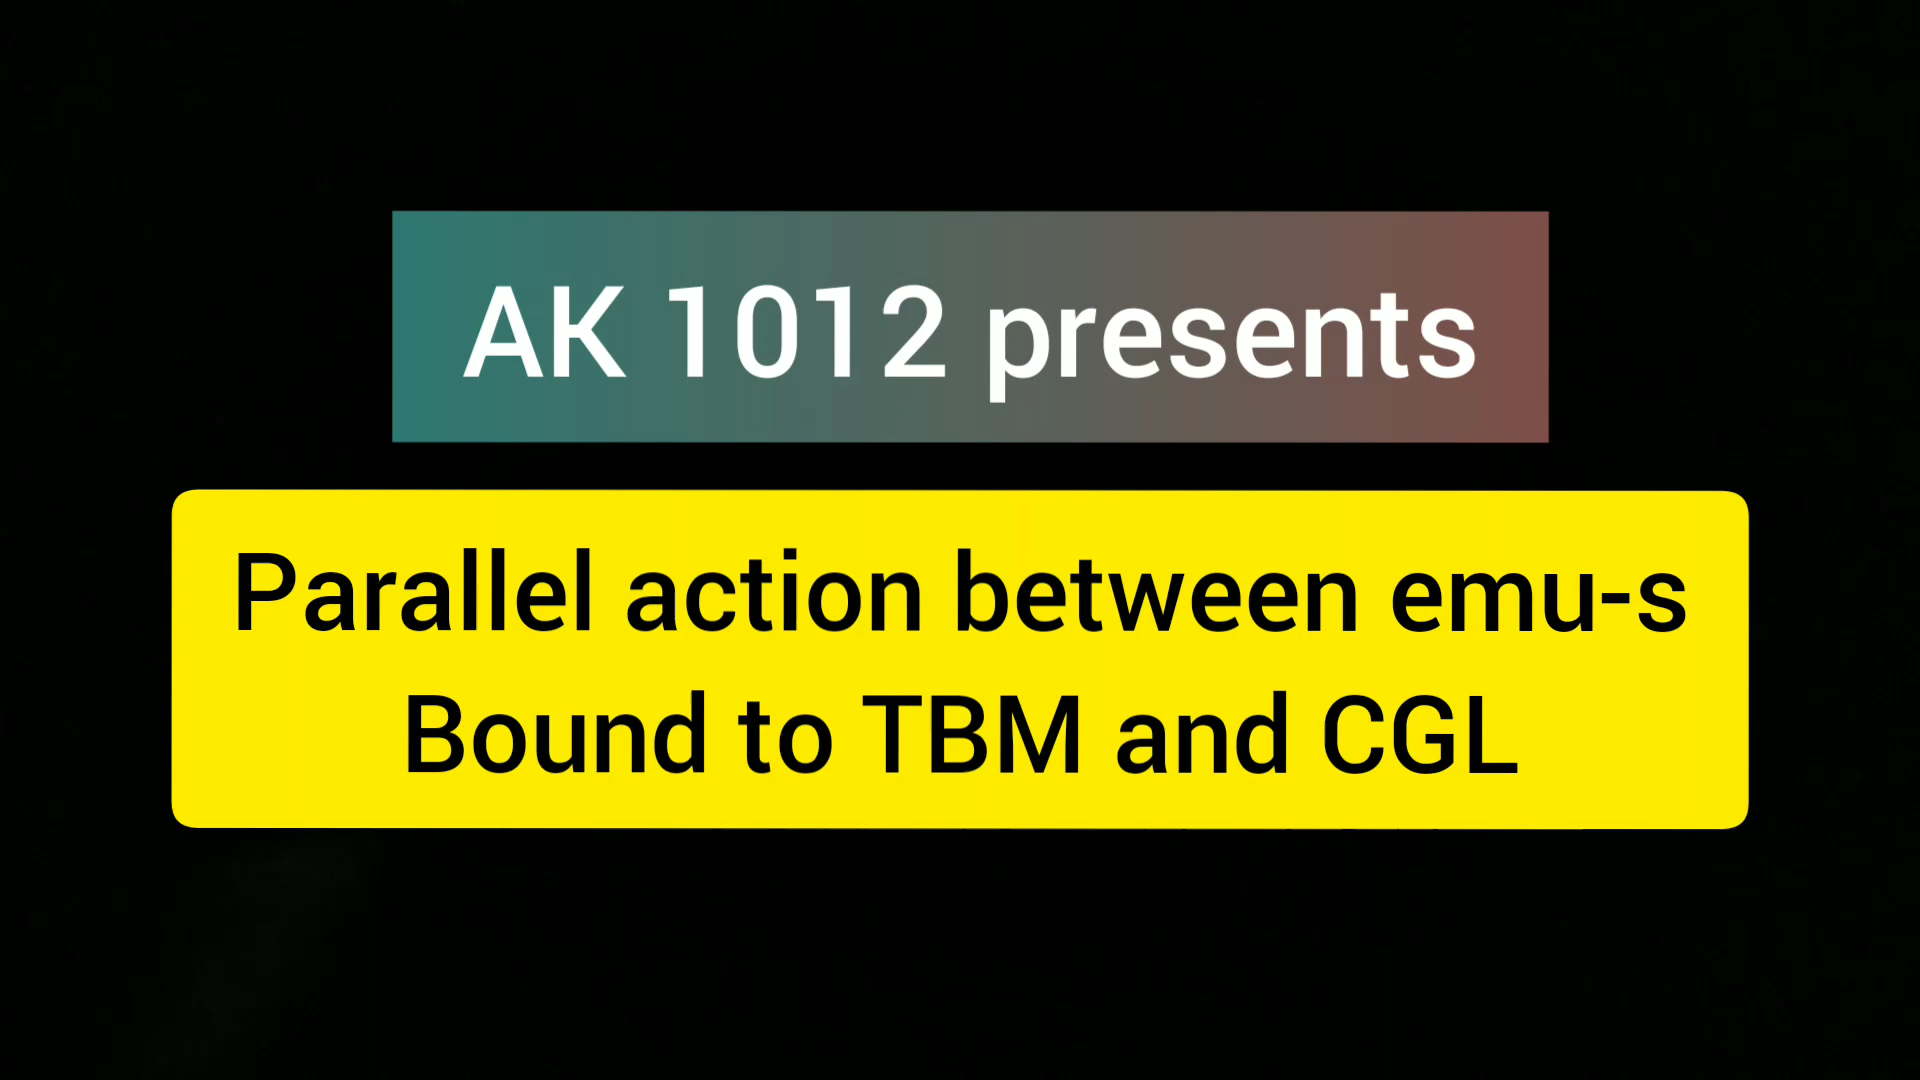 AK 1012 presents
Parallel action between emu-s
Bound to TBM and CGL